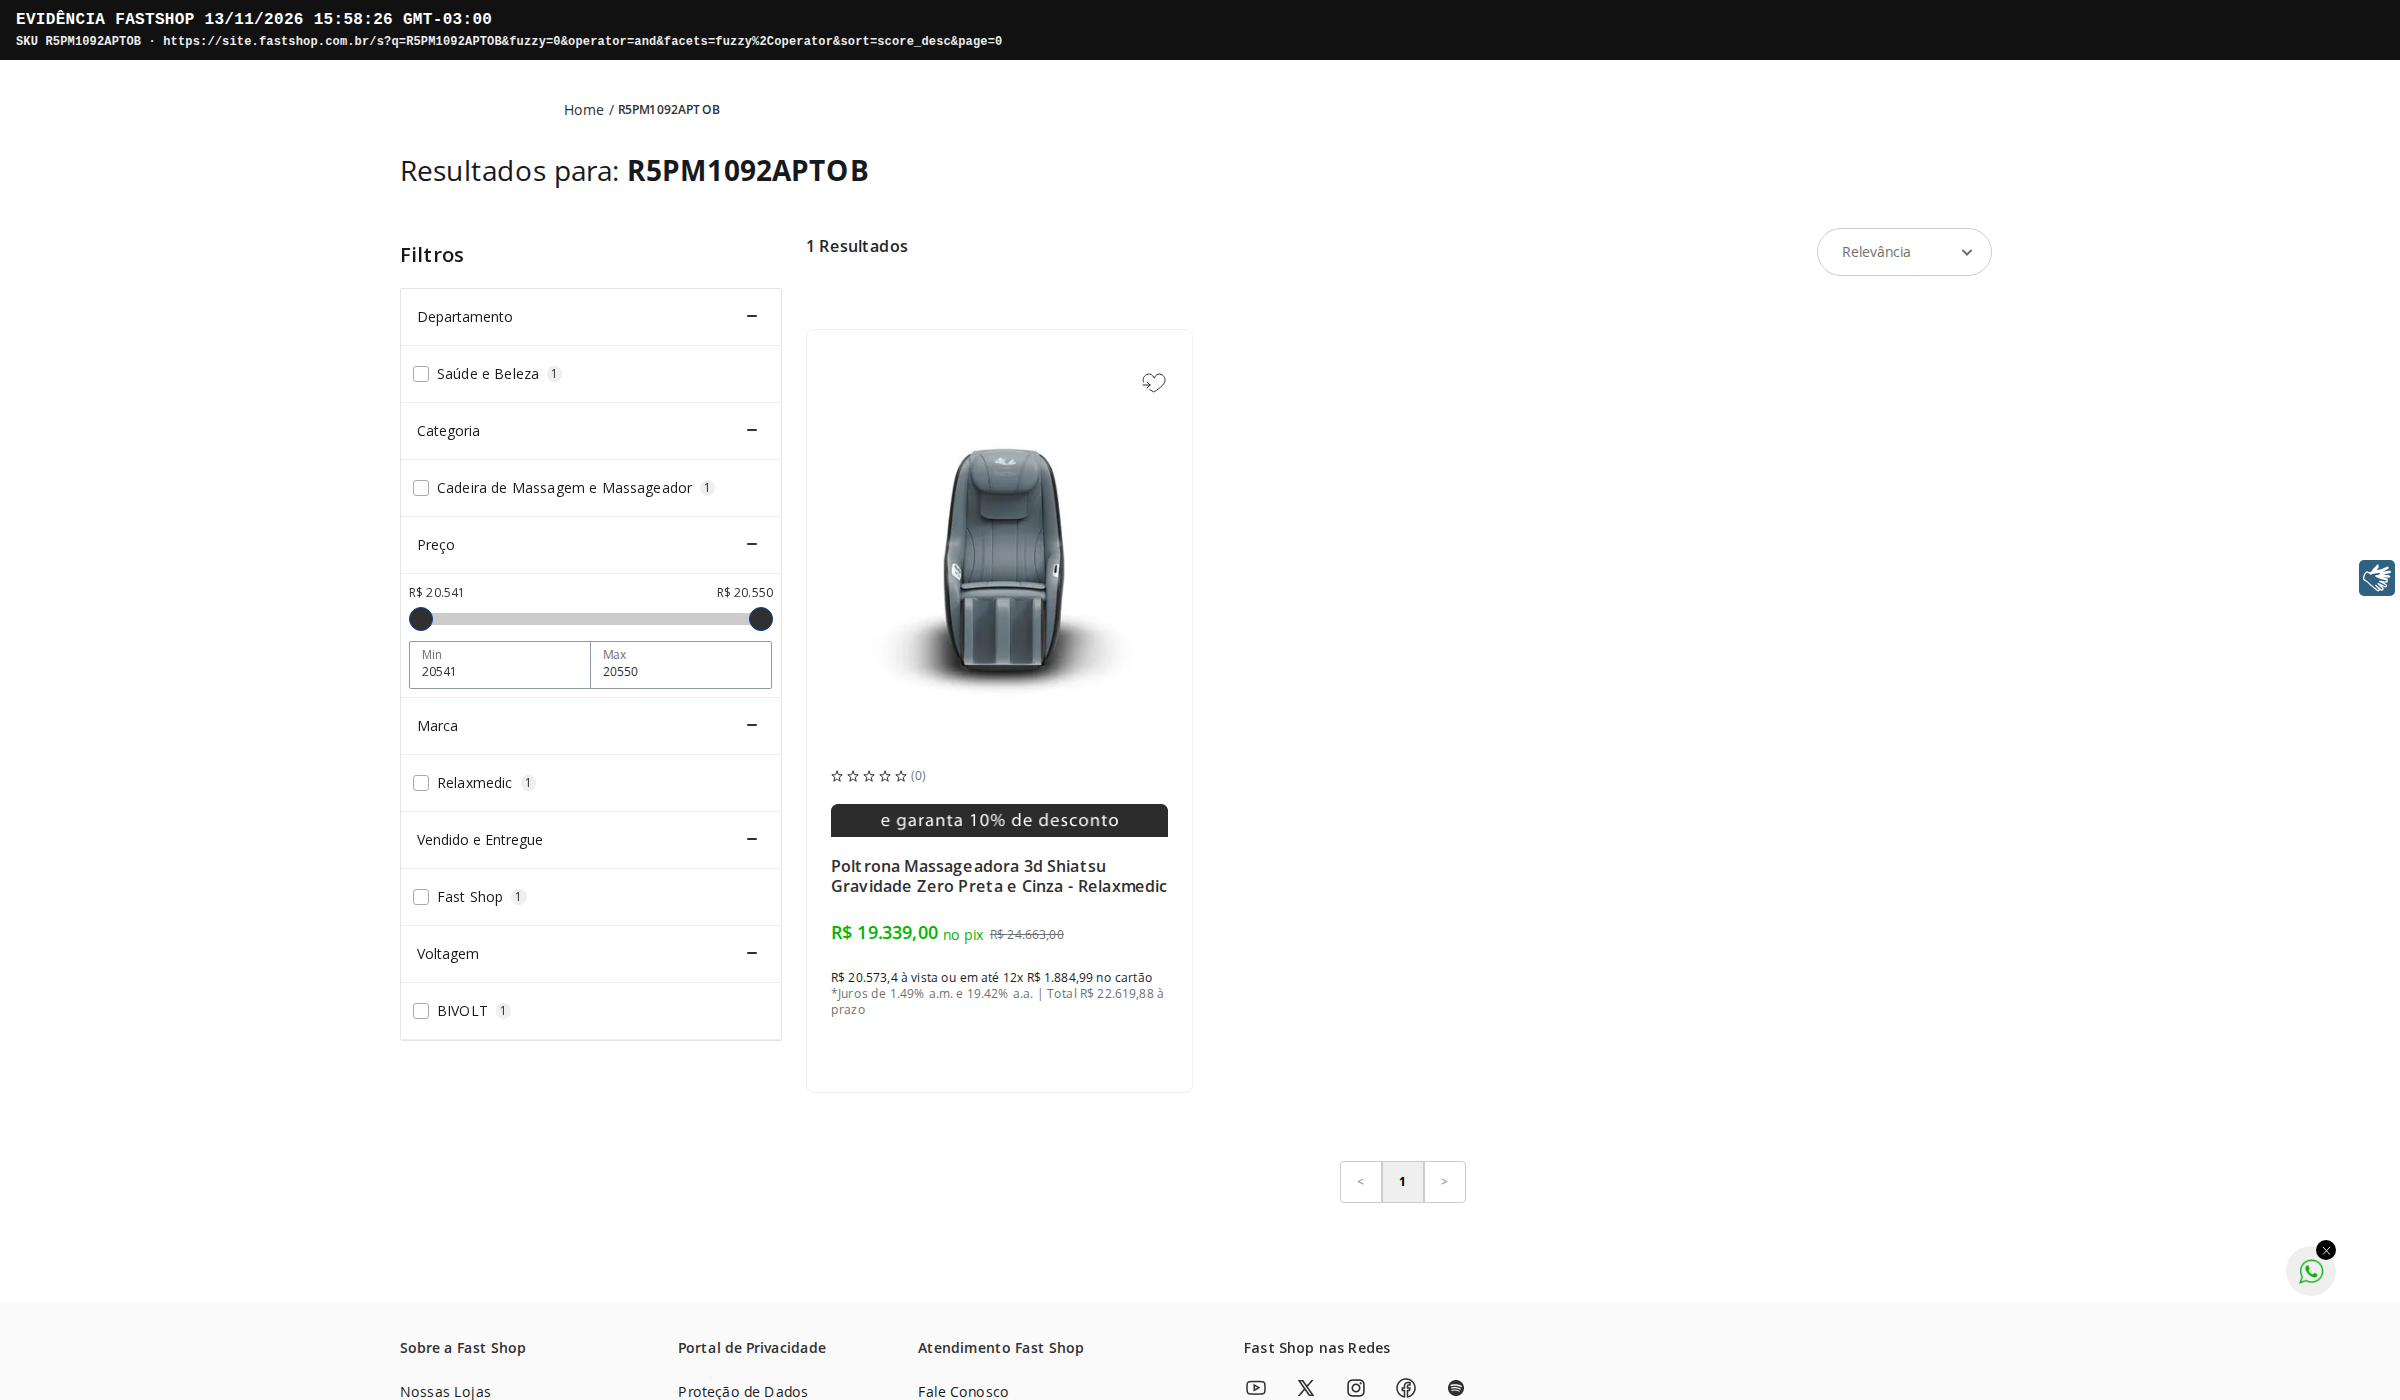 EVIDÊNCIA FASTSHOP 13/11/2026 15:58:26 GMT-03:00
SKU R5PM1092APTOB · https://site.fastshop.com.br/s?q=R5PM1092APTOB&fuzzy=0&operator=and&facets=fuzzy%2Coperator&sort=score_desc&page=0
Home / R5PM1092APTOB
Resultados para: R5PM1092APTOB
Filtros
1 Resultados
Relevância
Departamento
Saúde e Beleza 1
Categoria
Cadeira de Massagem e Massageador 1
Preço
R$ 20.541 R$ 20.550
Min Max
20541 20550
Marca
Relaxmedic 1
Vendido e Entregue
Fast Shop 1
Voltagem
BIVOLT 1
(0)
e garanta 10% de desconto
Poltrona Massageadora 3d Shiatsu
Gravidade Zero Preta e Cinza - Relaxmedic
R$ 19.339,00 no pix R$ 24.663,00
R$ 20.573,4 à vista ou em até 12x R$ 1.884,99 no cartão
*Juros de 1.49% a.m. e 19.42% a.a. | Total R$ 22.619,88 à
prazo
< 1 >
Sobre a Fast Shop
Nossas Lojas
Portal de Privacidade
Proteção de Dados
Atendimento Fast Shop
Fale Conosco
Fast Shop nas Redes